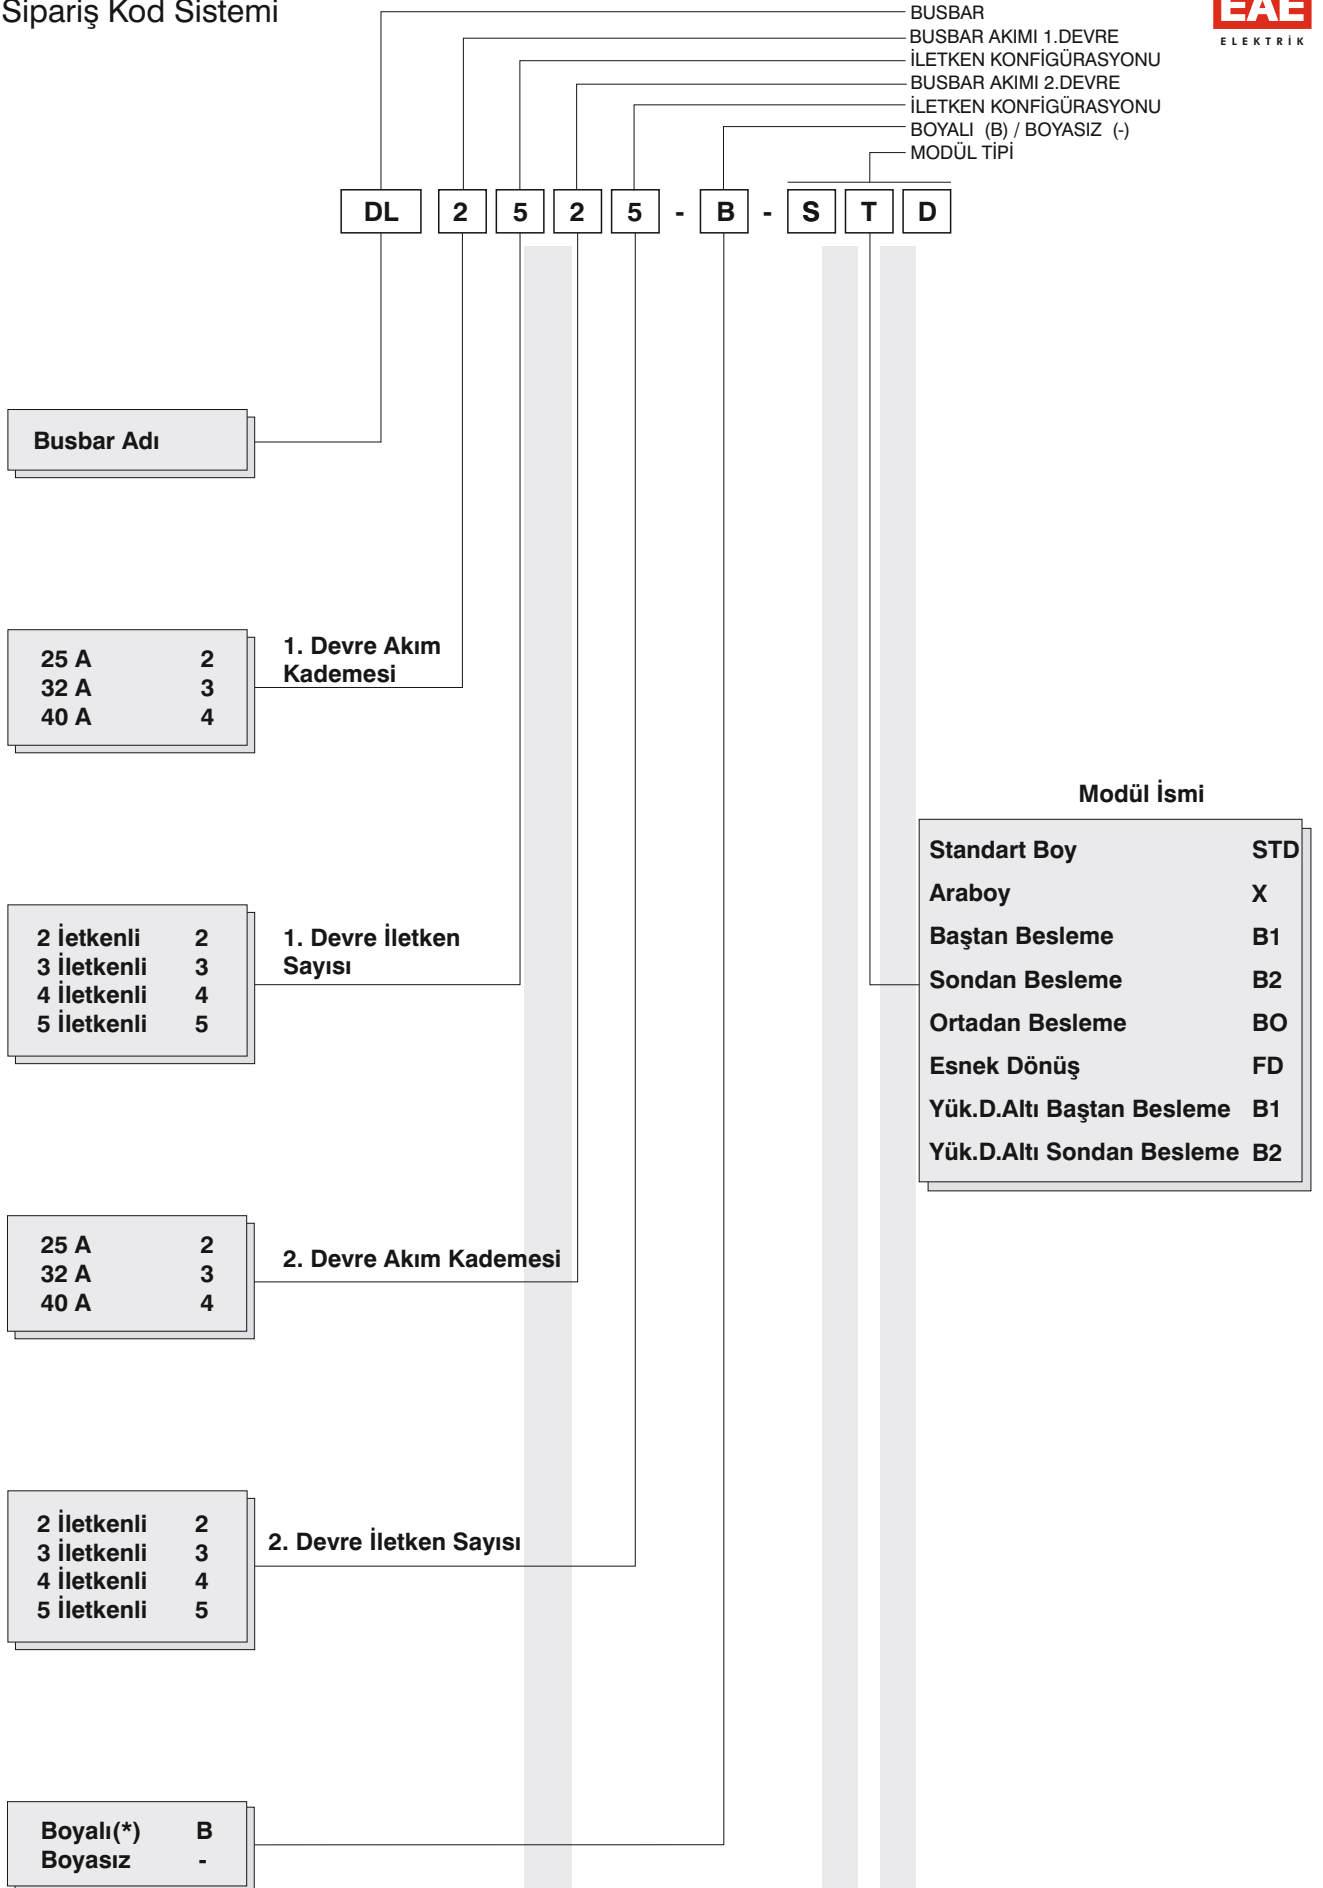 Sipariş Kod Sistemi
EAE
ELEKTRİK
BUSBAR
BUSBAR AKIMI 1.DEVRE
İLETKEN KONFİGÜRASYONU
BUSBAR AKIMI 2.DEVRE
İLETKEN KONFİGÜRASYONU
BOYALI (B) / BOYASIZ (-)
MODÜL TİPİ
DL 2 5 2 5 - B - S T D
Busbar Adı
25 A 2
32 A 3
40 A 4
1. Devre Akım
Kademesi
Modül İsmi
Standart Boy STD
Araboy X
Baştan Besleme B1
Sondan Besleme B2
Ortadan Besleme BO
Esnek Dönüş FD
Yük.D.Altı Baştan Besleme B1
Yük.D.Altı Sondan Besleme B2
2 İetkenli 2
3 İletkenli 3
4 İletkenli 4
5 İletkenli 5
1. Devre İletken
Sayısı
25 A 2
32 A 3
40 A 4
2. Devre Akım Kademesi
2 İletkenli 2
3 İletkenli 3
4 İletkenli 4
5 İletkenli 5
2. Devre İletken Sayısı
Boyalı(*) B
Boyasız -